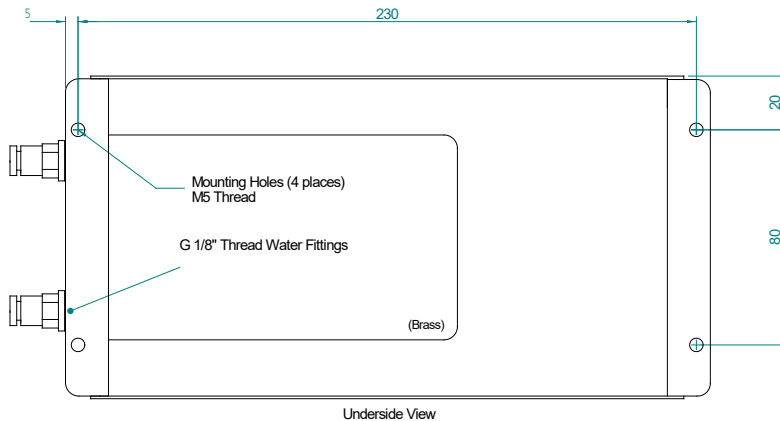 5
230
20
Mounting Holes (4 places)
M5 Thread
80
G 1/8" Thread Water Fittings
(Brass)
Underside View